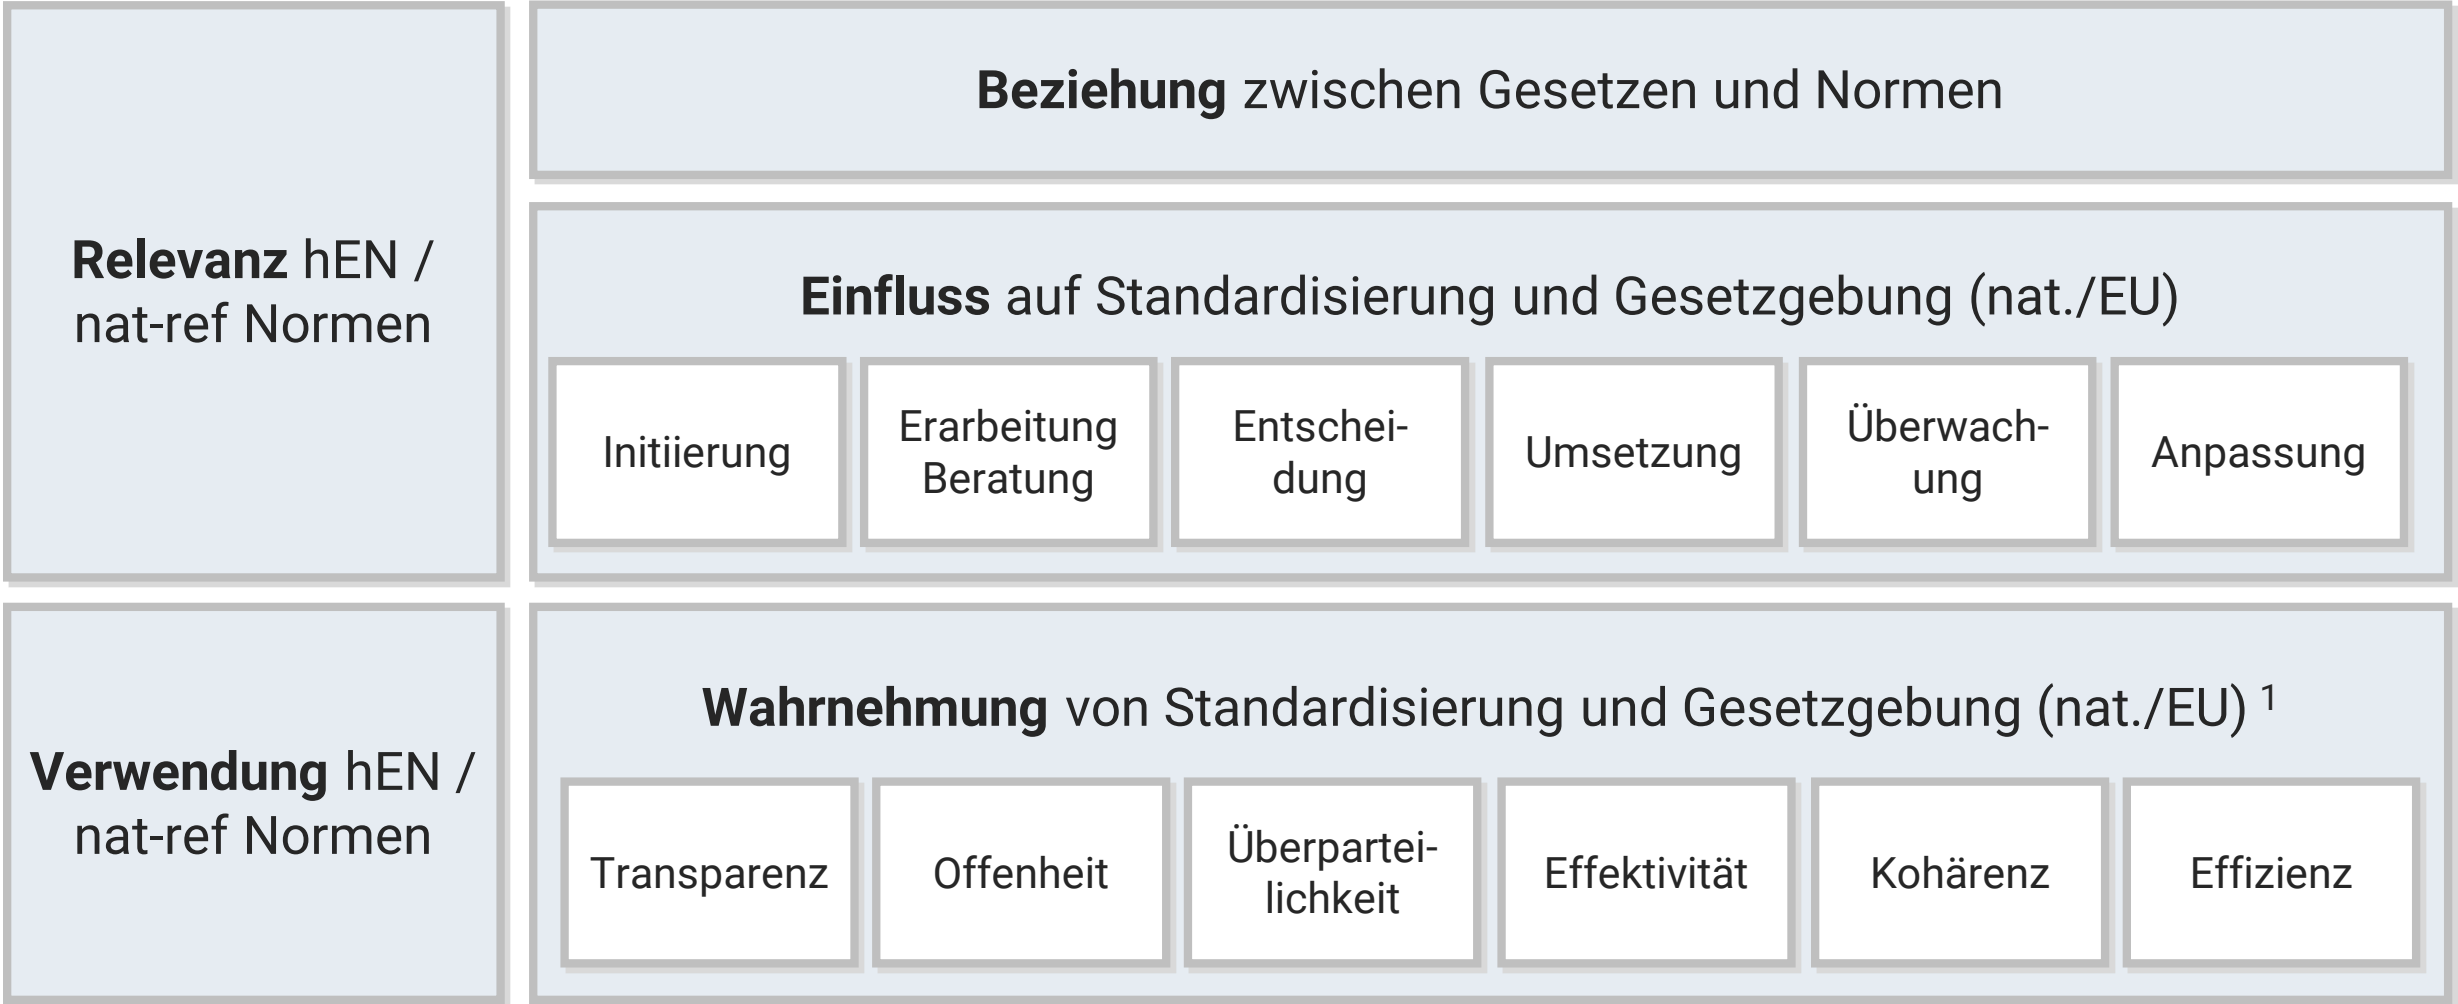 Relevanz hEN /
nat-ref Normen
Beziehung zwischen Gesetzen und Normen
Einfluss auf Standardisierung und Gesetzgebung (nat./EU)
Initiierung
Erarbeitung
Beratung
Entschei-
dung
Umsetzung
Überwach-
ung
Anpassung
Verwendung hEN /
nat-ref Normen
Wahrnehmung von Standardisierung und Gesetzgebung (nat./EU) 1
Transparenz
Offenheit
Überpartei-
lichkeit
Effektivität
Kohärenz
Effizienz